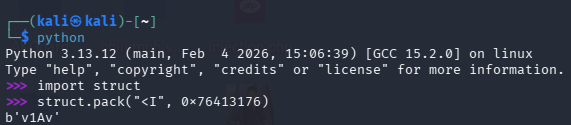 ┌──(kali㉿kali)-[~]
└─$ python
Python 3.13.12 (main, Feb  4 2026, 15:06:39) [GCC 15.2.0] on linux
Type "help", "copyright", "credits" or "license" for more information.
>>> import struct
>>> struct.pack("<I", 0×76413176)
b'v1Av'